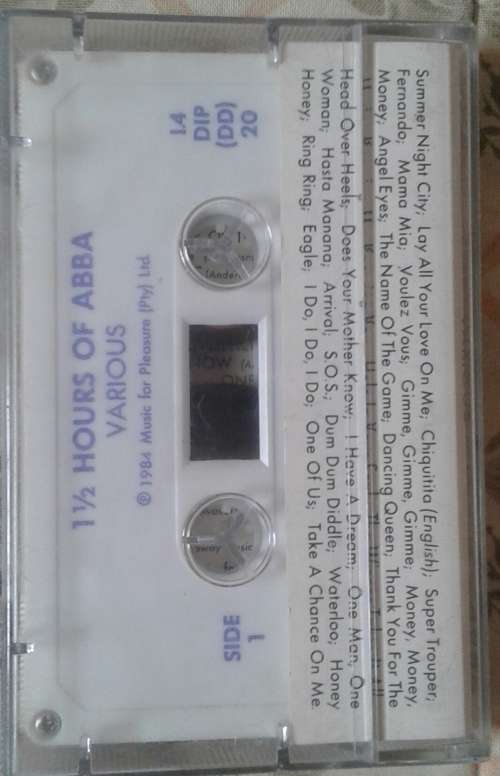 Summer Night City; Lay All Your Love On Me; Chiquitita (English); Super Trouper;
Fernando; Mama Mia; Voulez Vous; Gimme, Gimme, Gimme; Money, Money,
Money; Angel Eyes; The Name Of The Game; Dancing Queen; Thank You For The
Head Over Heels; Does Your Mother Know; I Have A Dream; One Man, One
Woman; Hasta Manana; Arrival; S.O.S.; Dum Dum Diddle; Waterloo; Honey
Honey; Ring Ring; Eagle; I Do, I Do, I Do; One Of Us; Take A Chance On Me.
L4
DIP
(DD)
20
SIDE
1
1½ HOURS OF ABBA
VARIOUS
℗ 1984 Music for Pleasure (Pty) Ltd.